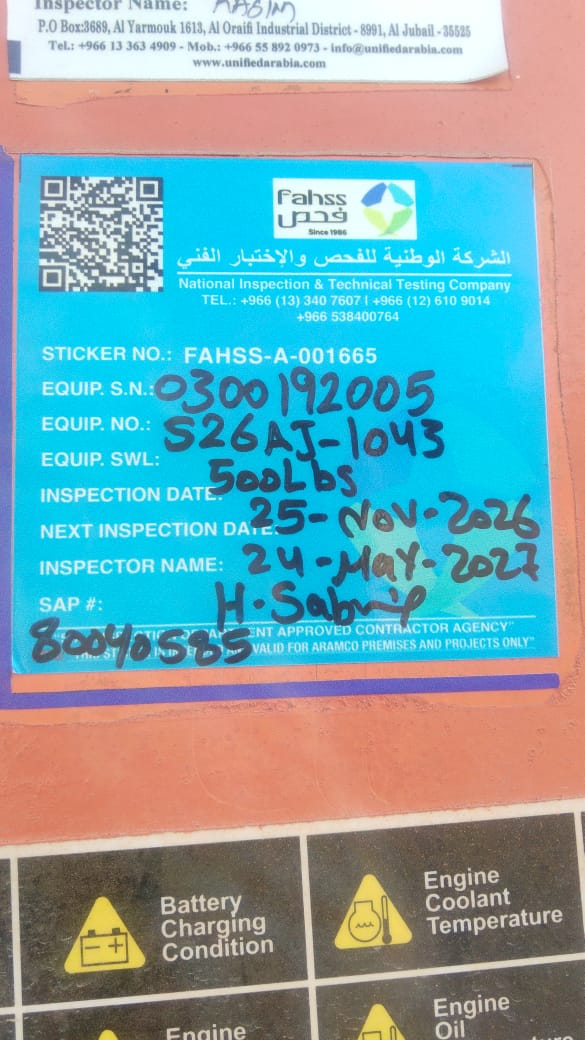 Inspector Name: KASIM
P.O Box:3689, Al Yarmouk 1613, Al Oraifi Industrial District - 8991, Al Jubail - 35525
Tel.: +966 13 363 4909 - Mob.: +966 55 892 0973 - info@unifiedarabia.com
www.unifiedarabia.com
Fahss
فحص
Since 1986
الشركة الوطنية للفحص والإختبار الفني
National Inspection & Technical Testing Company
TEL.: +966 (13) 340 7607 | +966 (12) 610 9014
+966 538400764
STICKER NO.: FAHSS-A-001665
EQUIP. S.N.: 0300192005
EQUIP. NO.: S26AJ-1043
EQUIP. SWL: 500Lbs
INSPECTION DATE: 25-Nov-2026
NEXT INSPECTION DATE: 24-May-2027
INSPECTOR NAME: H.
SAP #: 80040585
APPROVED CONTRACTOR AGENCY"
VALID FOR ARAMCO PREMISES AND PROJECTS ONLY"
Battery
Charging
Condition
Engine
Coolant
Temperature
Engine
Engine
Oil